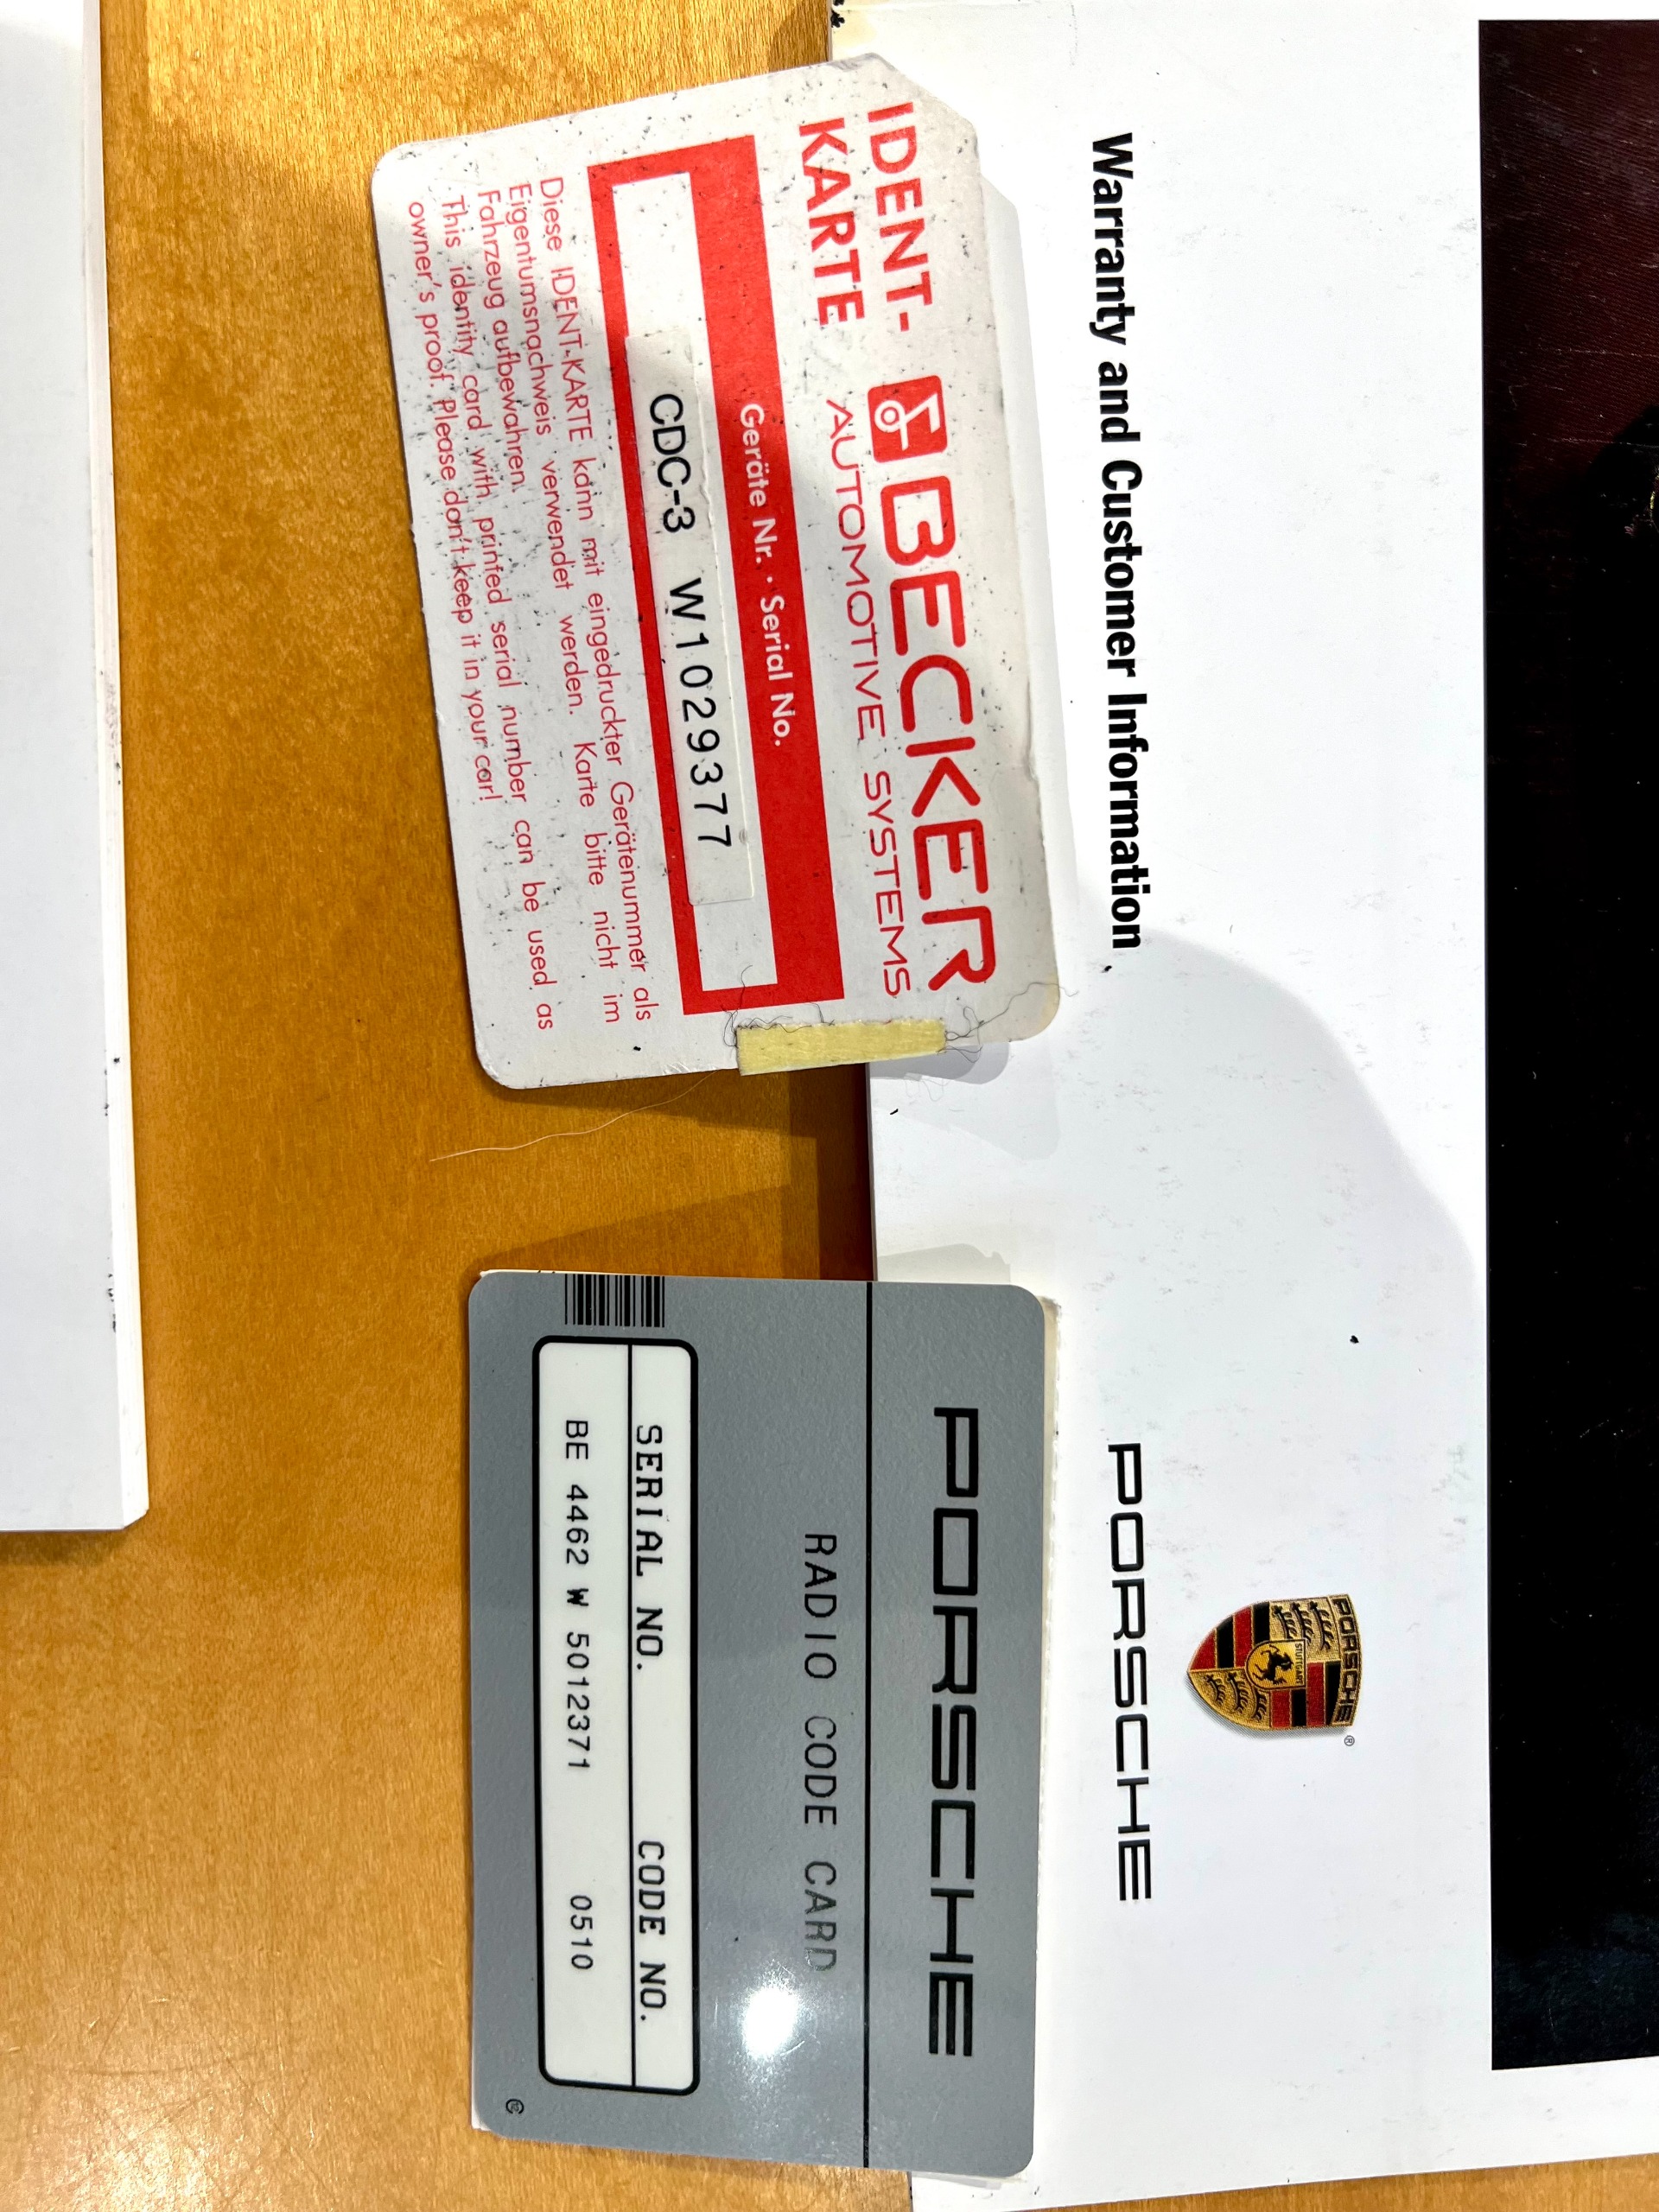 Warranty and Customer Information
PORSCHE
PORSCHE
STUTTGART
®
IDENT-
KARTE
BECKER
AUTOMOTIVE SYSTEMS
Geräte Nr. · Serial No.
CDC-3 W1029377
Diese IDENT-KARTE kann mit eingedruckter Gerätenummer als
Eigentumsnachweis verwendet werden. Karte bitte nicht im
Fahrzeug aufbewahren.
This identity card with printed serial number can be used as
owner's proof. Please don't keep it in your car!
PORSCHE
RADIO CODE CARD
SERIAL NO. CODE NO.
BE 4462 W 5012371 0510